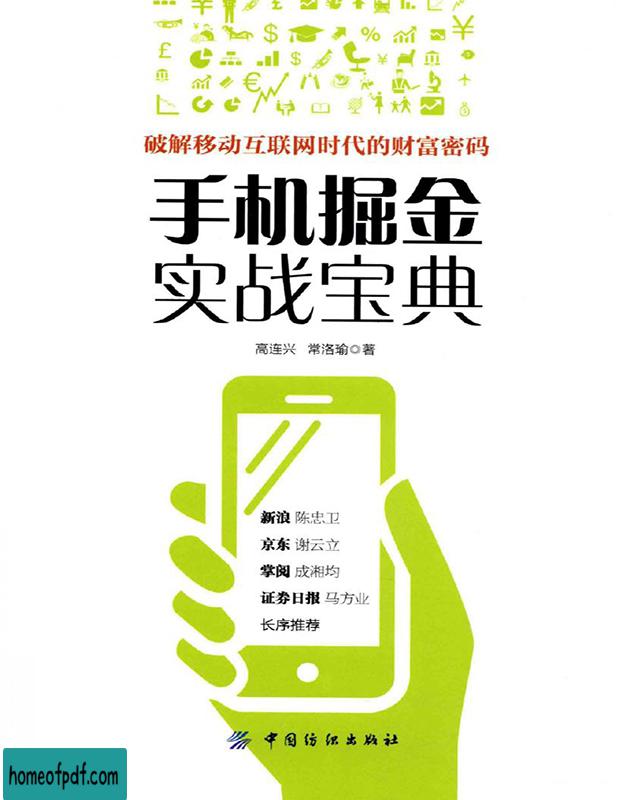 破解移动互联网时代的财富密码
手机掘金
实战宝典
高连兴 常洛瑜◎著
新浪 陈忠卫
京东 谢云立
掌阅 成湘均
证券日报 马方业
长序推荐
中国纺织出版社
homeofpdf.com